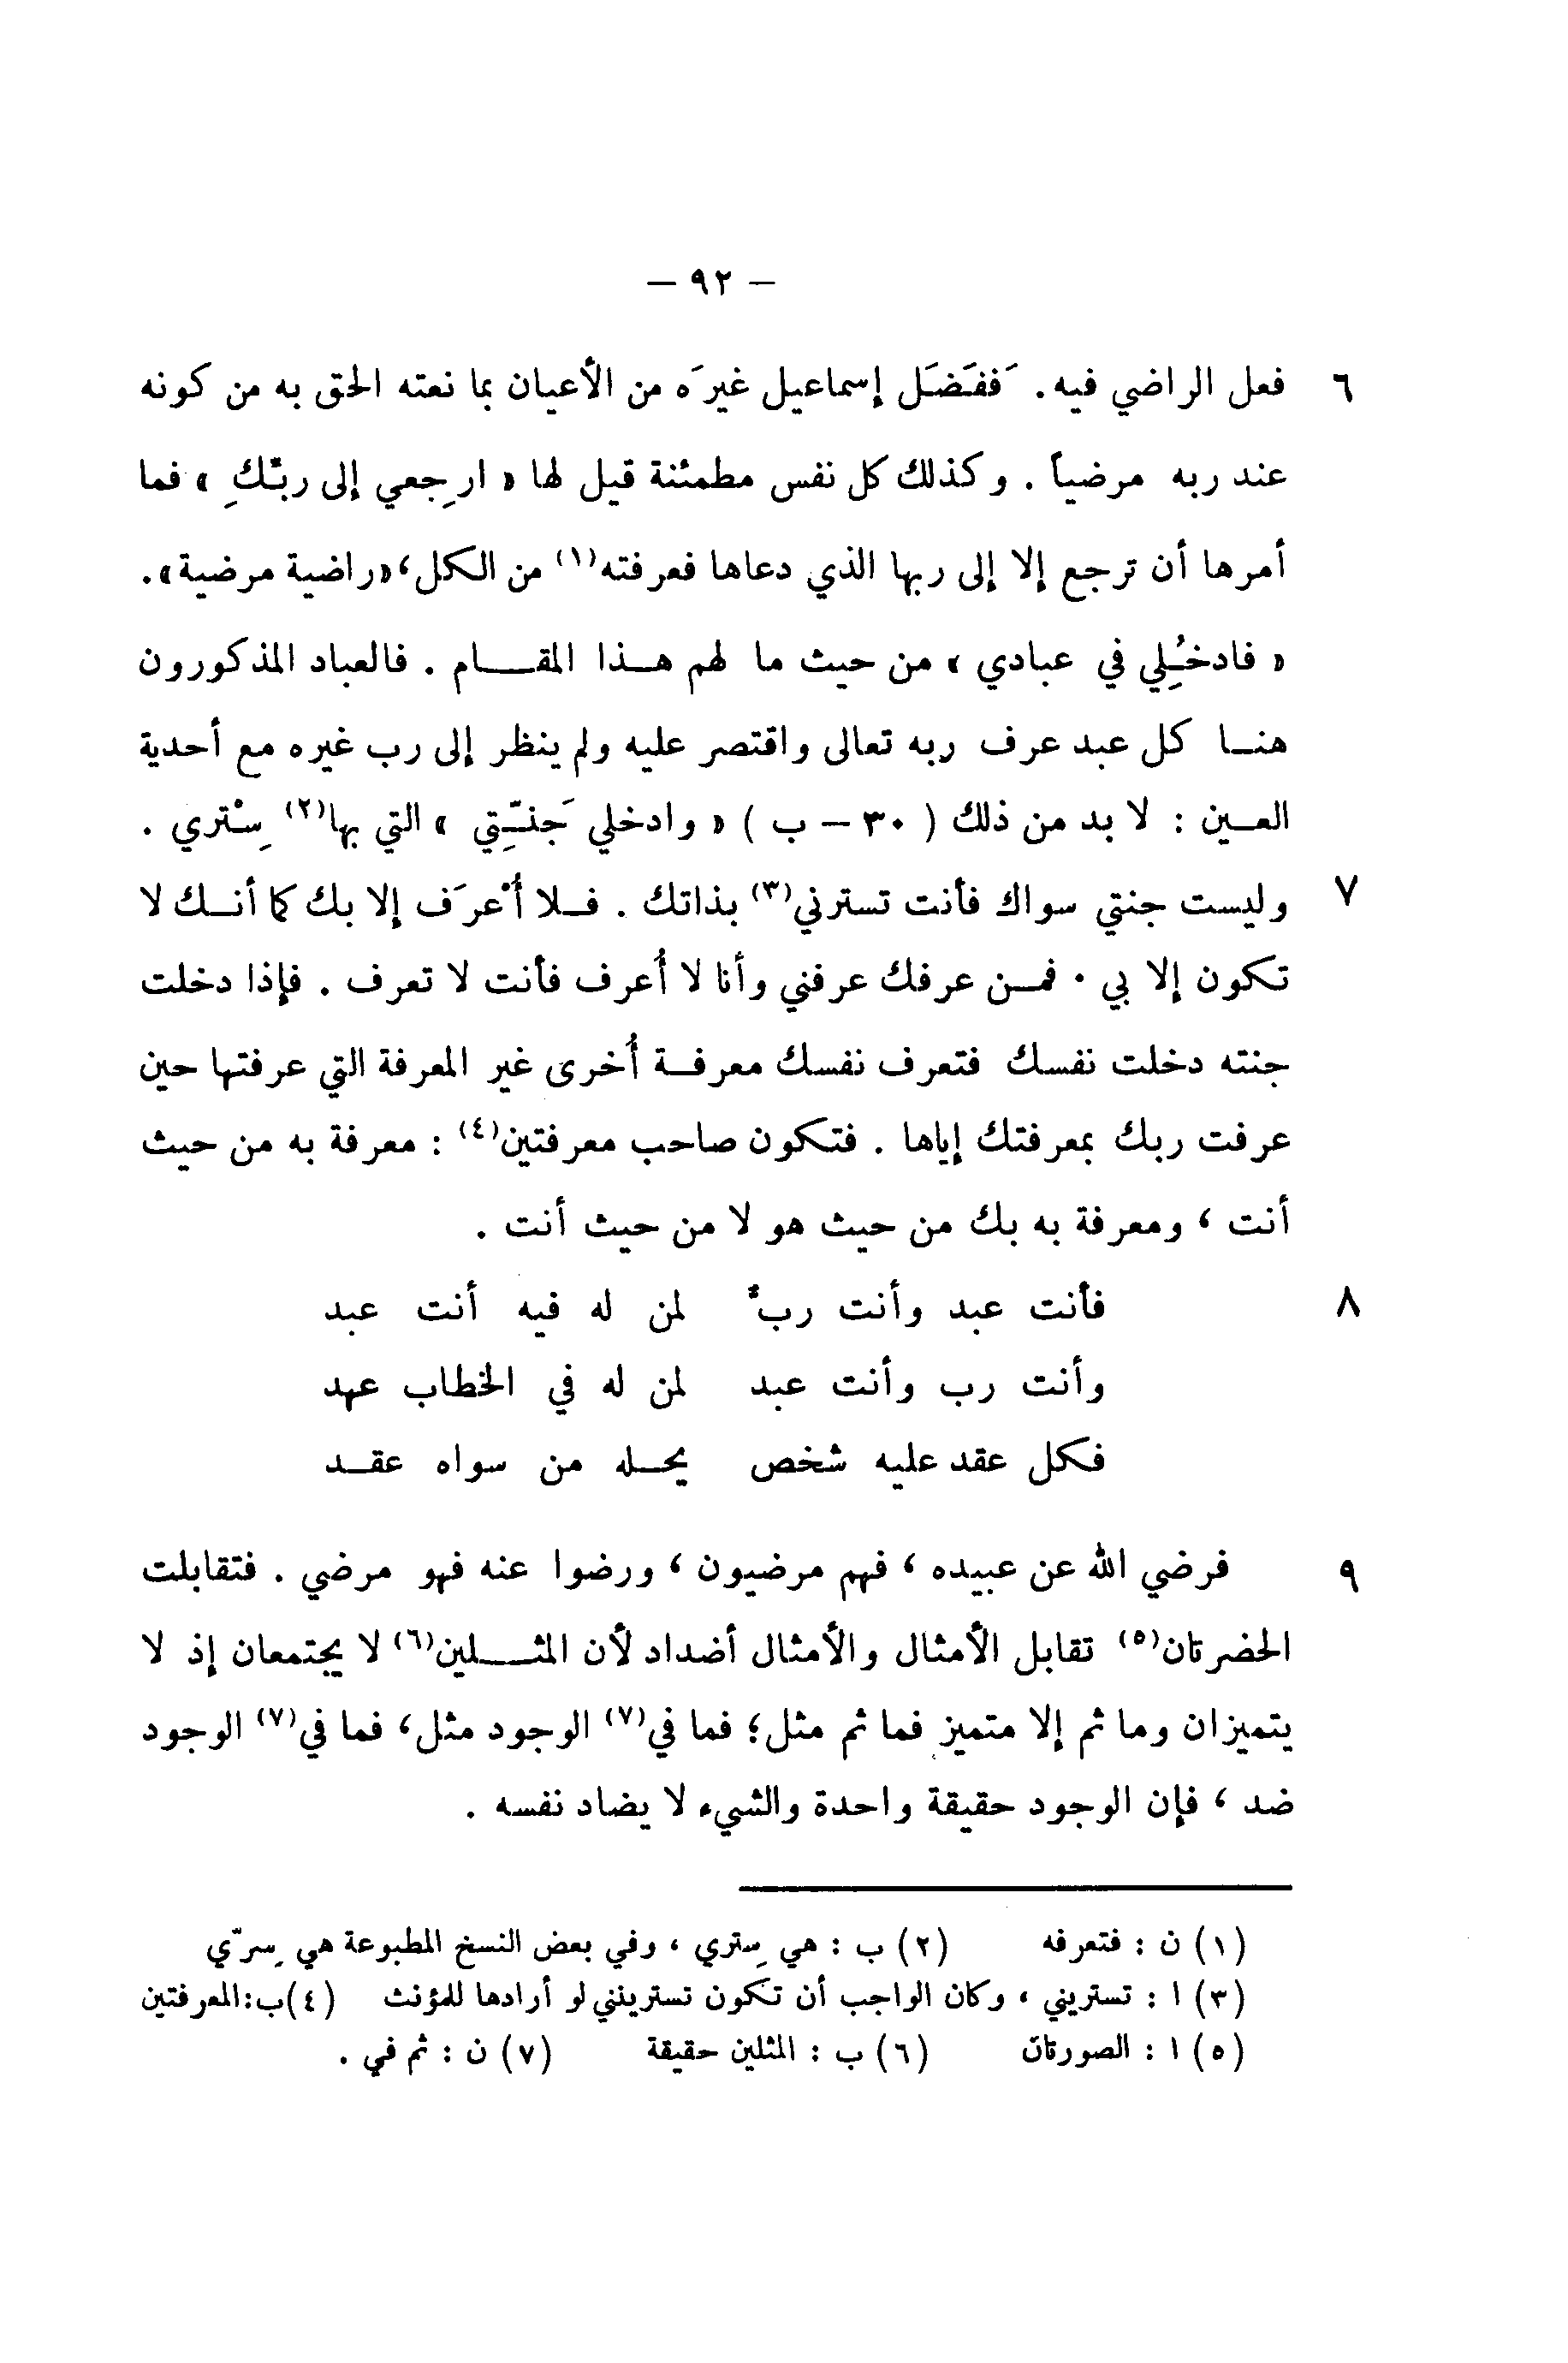 — ٩٢ —
٦ فعل الراضي فيه. فَفَضَل إسماعيل غيرَه من الأعيان بما نعته الحق به من كونه
عند ربه مرضياً . وكذلك كل نفس مطمئنة قيل لها « ارجِعي إلى ربّكِ » فما
أمرها أن ترجع إلا إلى ربها الذي دعاها فعرفته(١) من الكل، «راضية مرضية».
« فادخُلِي في عبادي » من حيث ما لهم هـذا المقـام . فالعباد المذكورون
هنـا كل عبد عرف ربه تعالى واقتصر عليه ولم ينظر إلى رب غيره مع أحدية
العـين : لا بد من ذلك ( ٣٠ – ب ) « وادخلي جَنَّتِي » التي بها(٢) سِتْري .
٧ وليست جنتي سواك فأنت تسترني(٣) بذاتك . فـلا أُعْرَف إلا بك كما أنـك لا
تكون إلا بي . فمـن عرفك عرفني وأنا لا أُعرف فأنت لا تعرف . فإذا دخلت
جنته دخلت نفسك فتعرف نفسك معرفـة أُخرى غير المعرفة التي عرفتها حين
عرفت ربك بمعرفتك إياها . فتكون صاحب معرفتين(٤) : معرفة به من حيث
أنت ، ومعرفة به بك من حيث هو لا من حيث أنت .
٨ فأنت عبد وأنت ربٌ لمن له فيه أنت عبد
وأنت رب وأنت عبد لمن له في الخطاب عهد
فكل عقد عليه شخص يحـله من سواه عقـد
٩ فرضي الله عن عبيده ، فهم مرضيون ، ورضوا عنه فهو مرضي . فتقابلت
الحضرتان(٥) تقابل الأمثال والأمثال أضداد لأن المثـلين(٦) لا يجتمعان إذ لا
يتميزان وما ثم إلا متميز فما ثم مثل؛ فما في(٧) الوجود مثل، فما في(٧) الوجود
ضد ، فإن الوجود حقيقة واحدة والشيء لا يضاد نفسه .
(١) ن : فتعرفه (٢) ب : هي سِتري ، وفي بعض النسخ المطبوعة هي سِرّي
(٣) ا : تستريني ، وكان الواجب أن تكون تسترينني لو أرادها للمؤنث (٤) ب: المعرفتين
(٥) ا : الصورتان (٦) ب : المثلين حقيقة (٧) ن : ثم في .